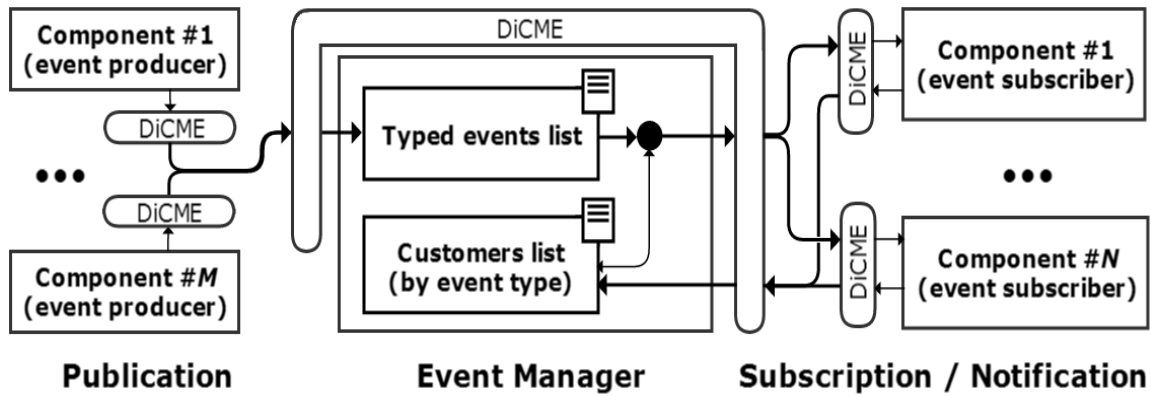 Component #1
(event producer)
DiCME
•••
DiCME
Component #M
(event producer)
Publication
DiCME
Typed events list
Customers list
(by event type)
Event Manager
DiCME
Component #1
(event subscriber)
•••
DiCME
Component #N
(event subscriber)
Subscription / Notification